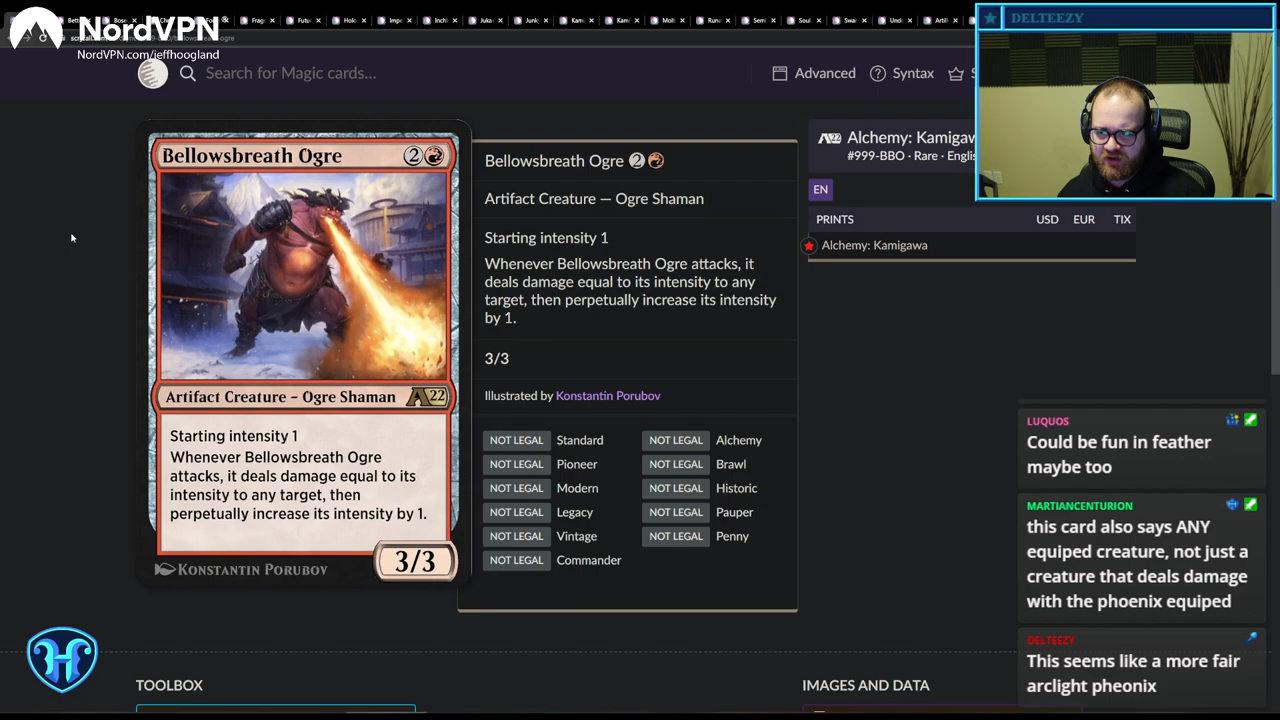 NordVPN
NordVPN.com/jeffhoogland
DELTEEZY
Search for Magic cards...
Advanced
Syntax
Bellowsbreath Ogre 2
Artifact Creature – Ogre Shaman
A22
Starting intensity 1
Whenever Bellowsbreath Ogre
attacks, it deals damage equal to its
intensity to any target, then
perpetually increase its intensity by 1.
3/3
KONSTANTIN PORUBOV
Bellowsbreath Ogre 2
Artifact Creature — Ogre Shaman
Starting intensity 1
Whenever Bellowsbreath Ogre attacks, it
deals damage equal to its intensity to any
target, then perpetually increase its intensity
by 1.
3/3
Illustrated by Konstantin Porubov
NOT LEGAL Standard NOT LEGAL Alchemy
NOT LEGAL Pioneer NOT LEGAL Brawl
NOT LEGAL Modern NOT LEGAL Historic
NOT LEGAL Legacy NOT LEGAL Pauper
NOT LEGAL Vintage NOT LEGAL Penny
NOT LEGAL Commander
Alchemy: Kamigaw
#999-BBO · Rare · Englis
EN
PRINTS USD EUR TIX
Alchemy: Kamigawa
LUQUOS
Could be fun in feather
maybe too
MARTIANCENTURION
this card also says ANY
equiped creature, not just a
creature that deals damage
with the phoenix equiped
DELTEEZY
This seems like a more fair
arclight pheonix
TOOLBOX
IMAGES AND DATA